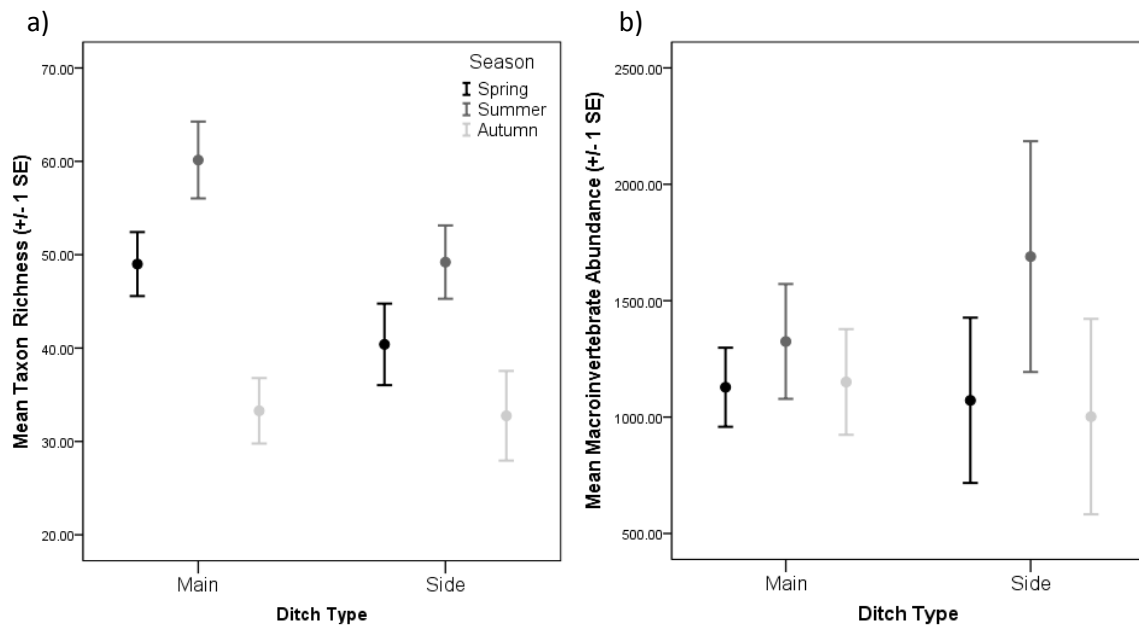 a)
Mean Taxon Richness (+/- 1 SE)
70.00
60.00
50.00
40.00
30.00
20.00
Season
Spring
Summer
Autumn
Main
Side
Ditch Type
b)
Mean Macroinvertebrate Abundance (+/- 1 SE)
2500.00
2000.00
1500.00
1000.00
500.00
Main
Side
Ditch Type